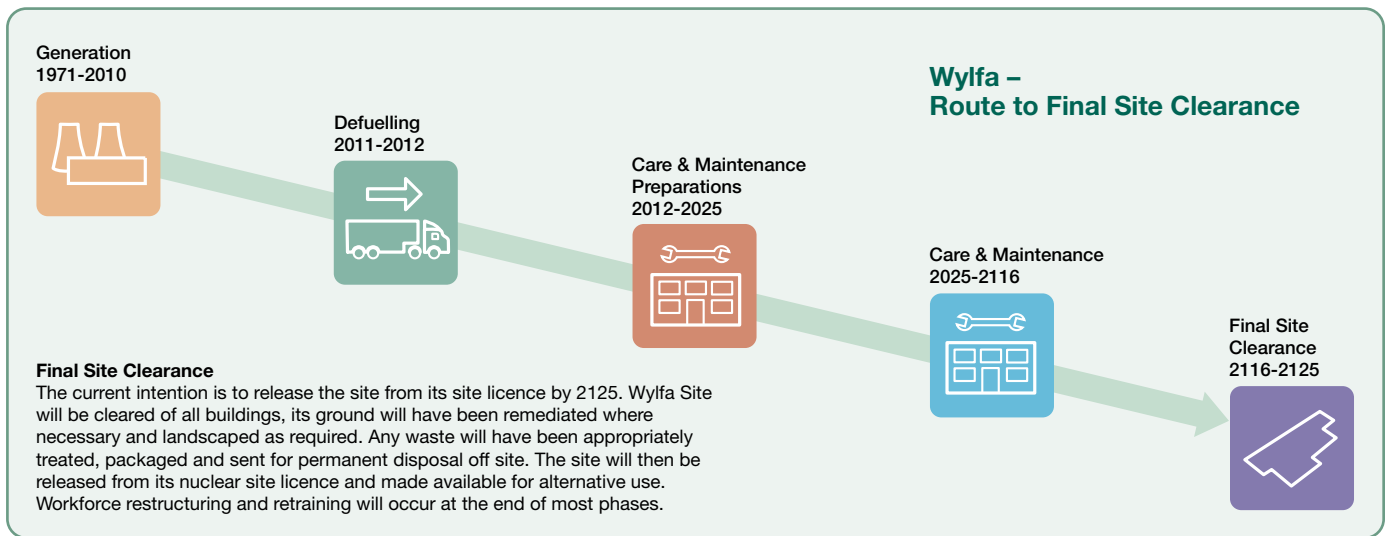 Generation
1971-2010
Wylfa –
Route to Final Site Clearance
Defuelling
2011-2012
Care & Maintenance
Preparations
2012-2025
Care & Maintenance
2025-2116
Final Site
Clearance
2116-2125
Final Site Clearance
The current intention is to release the site from its site licence by 2125. Wylfa Site
will be cleared of all buildings, its ground will have been remediated where
necessary and landscaped as required. Any waste will have been appropriately
treated, packaged and sent for permanent disposal off site. The site will then be
released from its nuclear site licence and made available for alternative use.
Workforce restructuring and retraining will occur at the end of most phases.